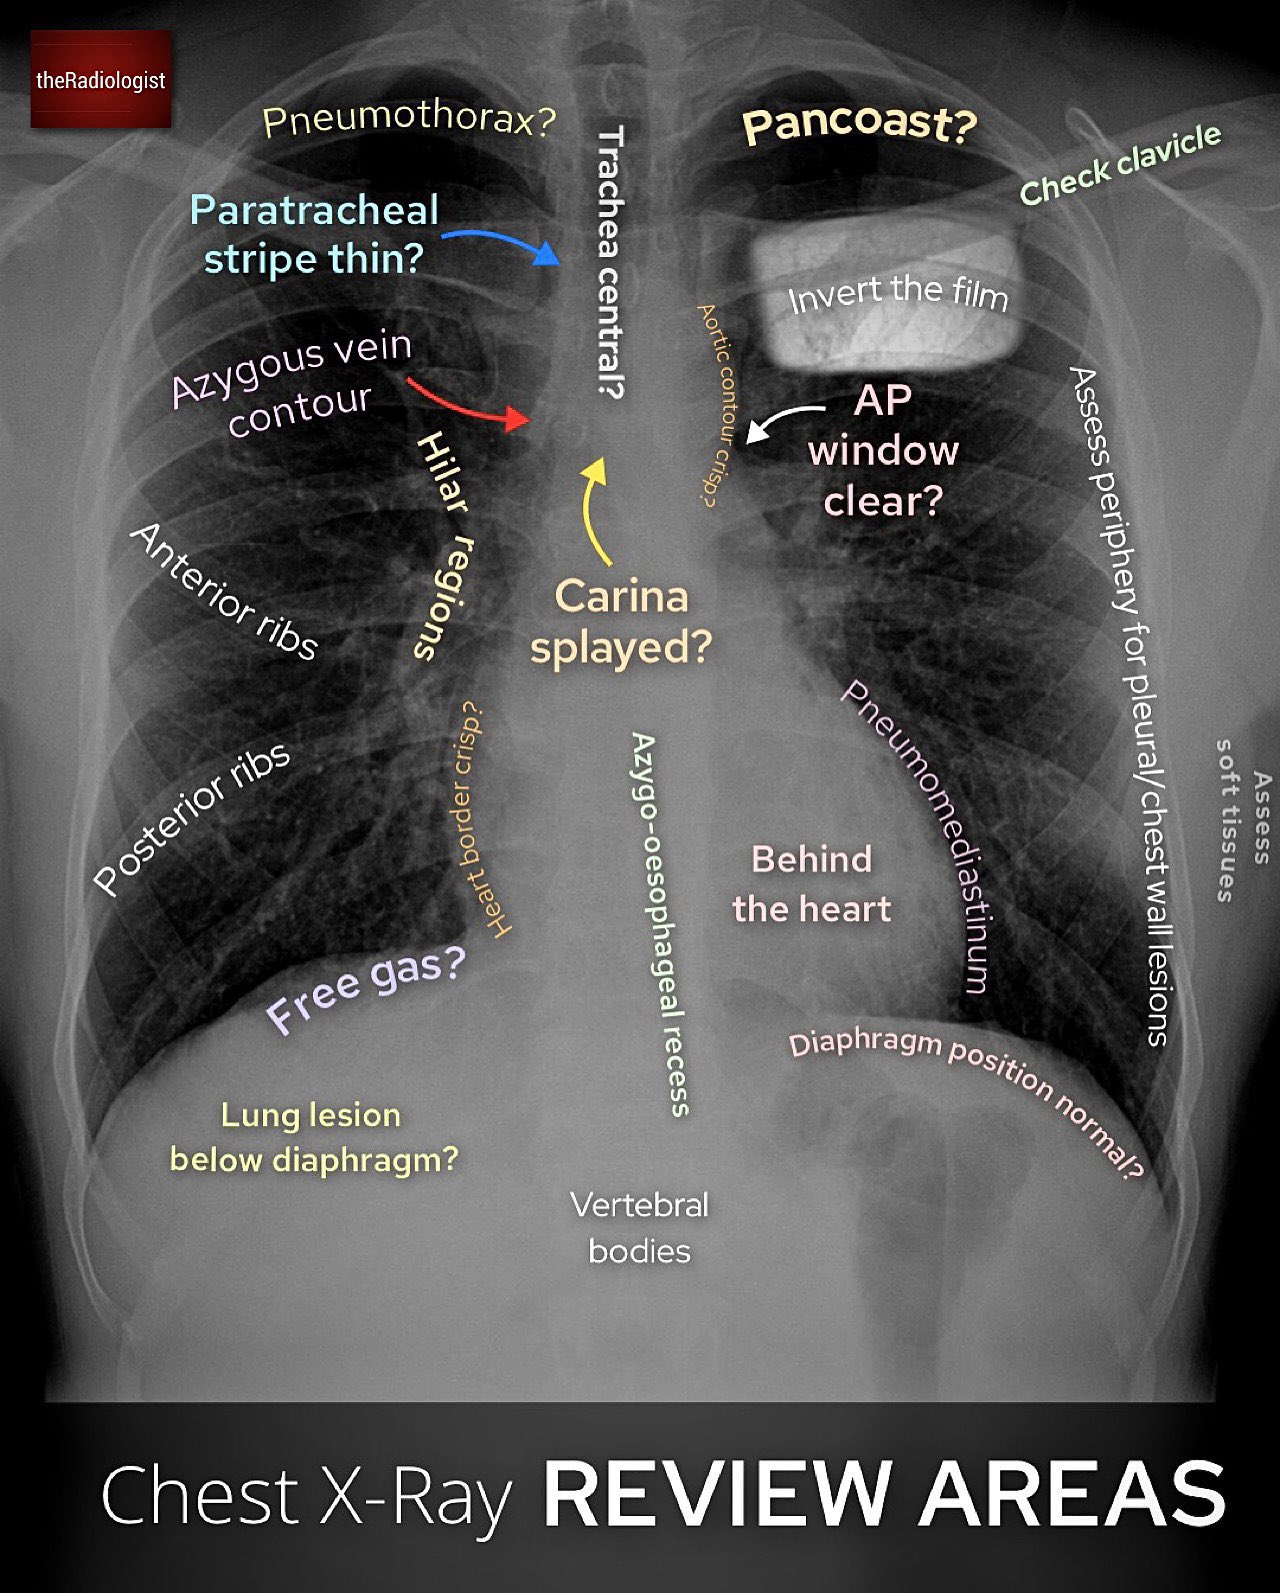 theRadiologist
Pneumothorax?
Pancoast?
Check clavicle
Trachea central?
Paratracheal
stripe thin?
Invert the film
Azygous vein
contour
Aortic contour crisp?
AP
window
clear?
Hilar regions
Assess periphery for pleural/chest wall lesions
Anterior ribs
Carina
splayed?
Posterior ribs
Heart border crisp?
Azygo-oesophageal recess
Pneumomediastinum
Behind
the heart
Assess
soft tissues
Free gas?
Diaphragm position normal?
Lung lesion
below diaphragm?
Vertebral
bodies
Chest X-Ray REVIEW AREAS